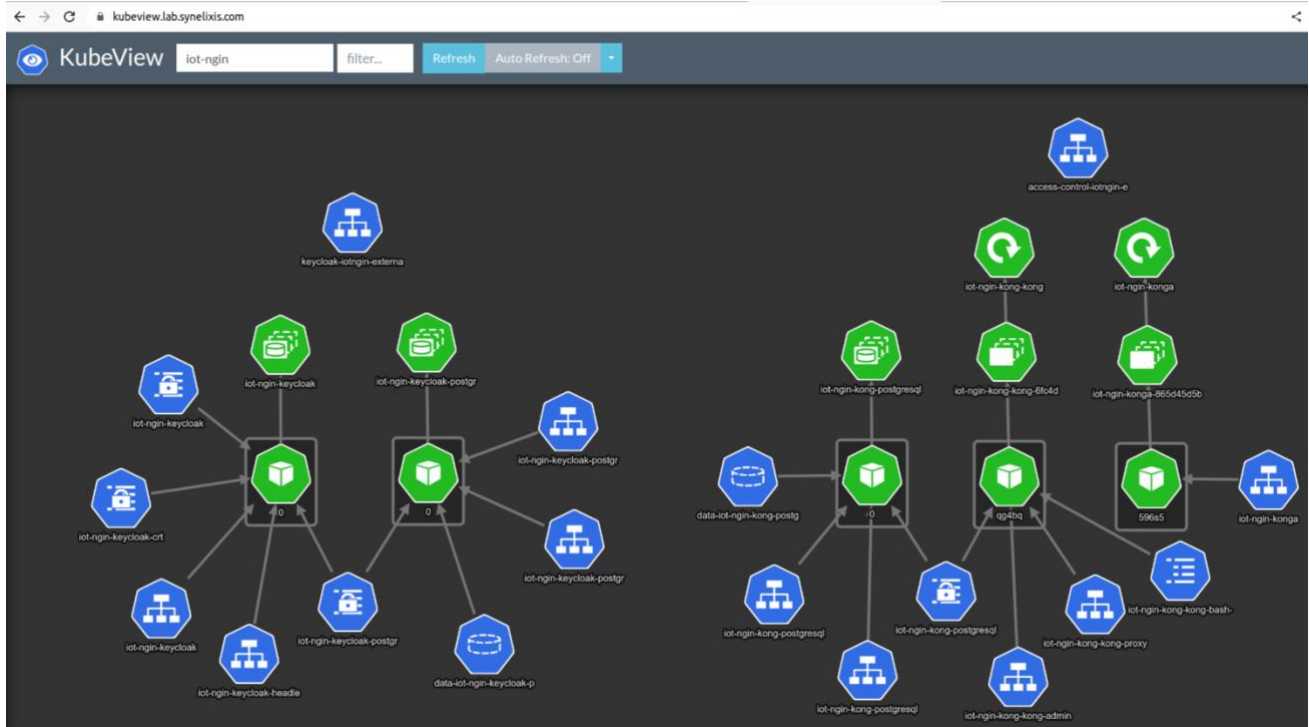 kubeview.lab.synelixis.com
KubeView iot-ngin filter... Refresh Auto Refresh: Off
access-control-iotngin-e
keycloak-iotngin-externa
iot-ngin-kong-kong
iot-ngin-konga
iot-ngin-keycloak
iot-ngin-keycloak-postgr
iot-ngin-kong-postgresql
iot-ngin-kong-kong-6fc4d
iot-ngin-konga-865d45d5b
iot-ngin-keycloak
iot-ngin-keycloak-postgr
0
0
data-iot-ngin-kong-postg
-0
qg4bq
596s5
iot-ngin-konga
iot-ngin-keycloak-crt
iot-ngin-keycloak-postgr
iot-ngin-kong-kong-bash-
iot-ngin-keycloak
iot-ngin-keycloak-postgr
iot-ngin-kong-postgresql
iot-ngin-kong-postgresql
iot-ngin-kong-kong-proxy
iot-ngin-keycloak-headle
data-iot-ngin-keycloak-p
iot-ngin-kong-postgresql
iot-ngin-kong-kong-admin